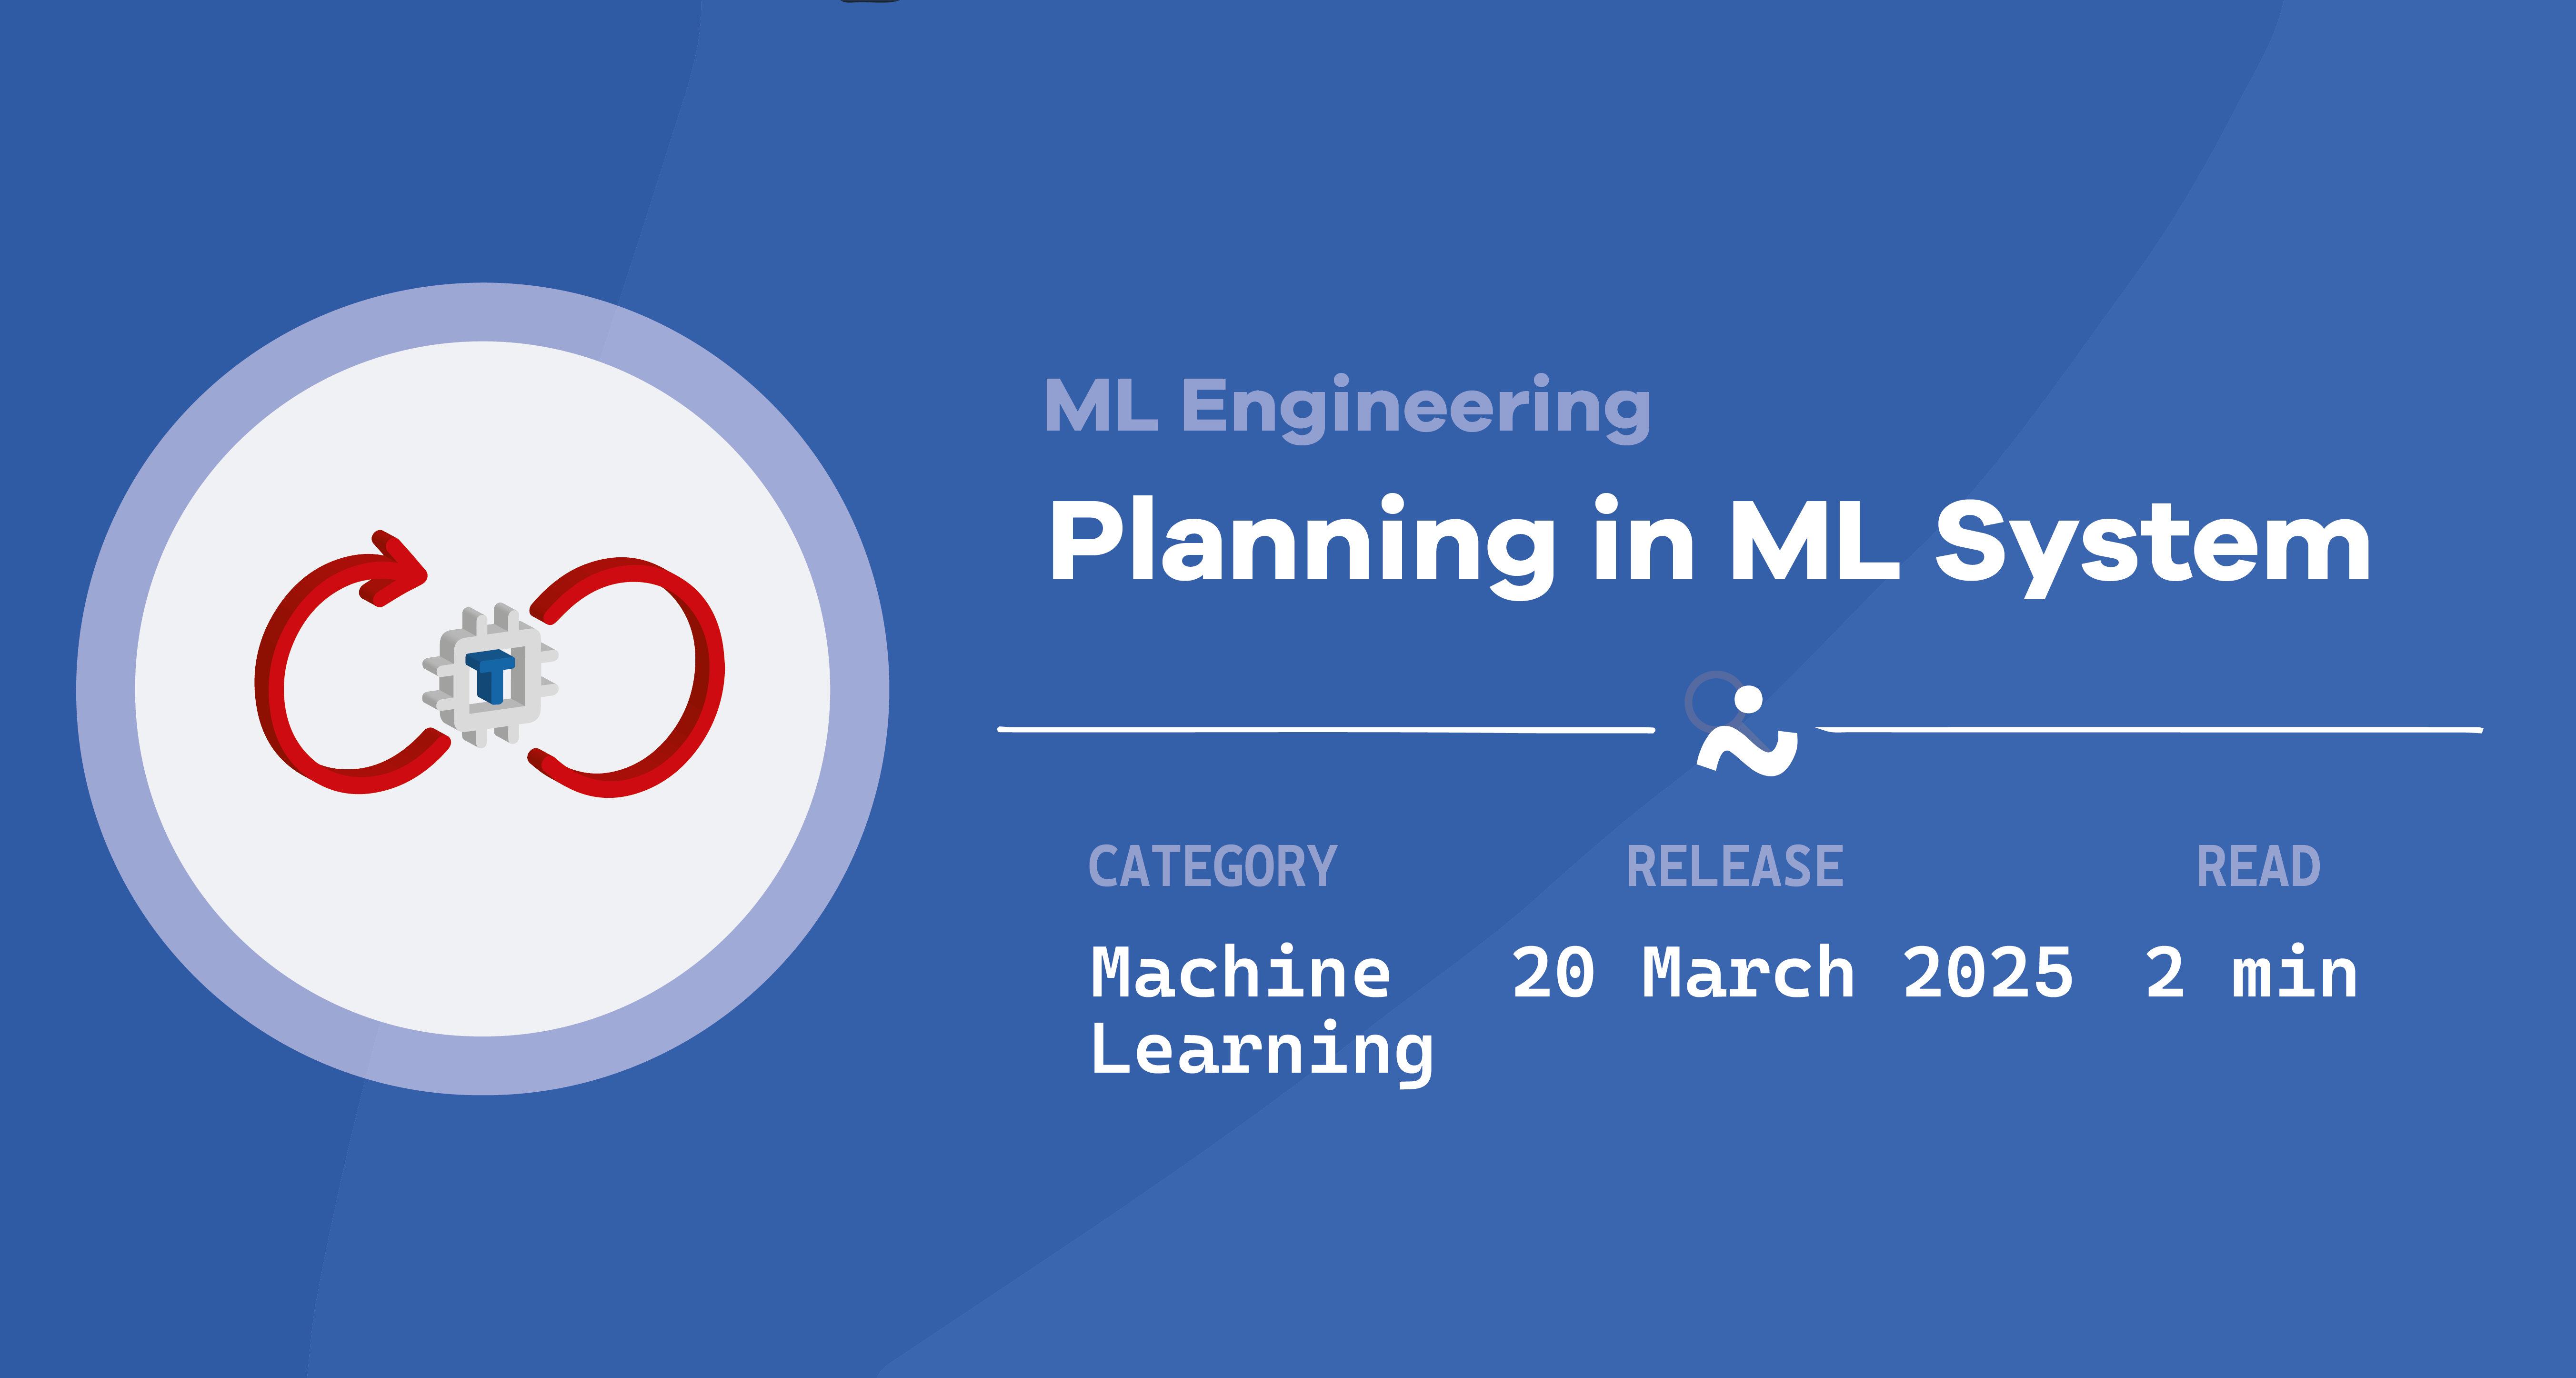 ML Engineering
Planning in ML System
CATEGORY
Machine
Learning
RELEASE
20 March 2025
READ
2 min
T